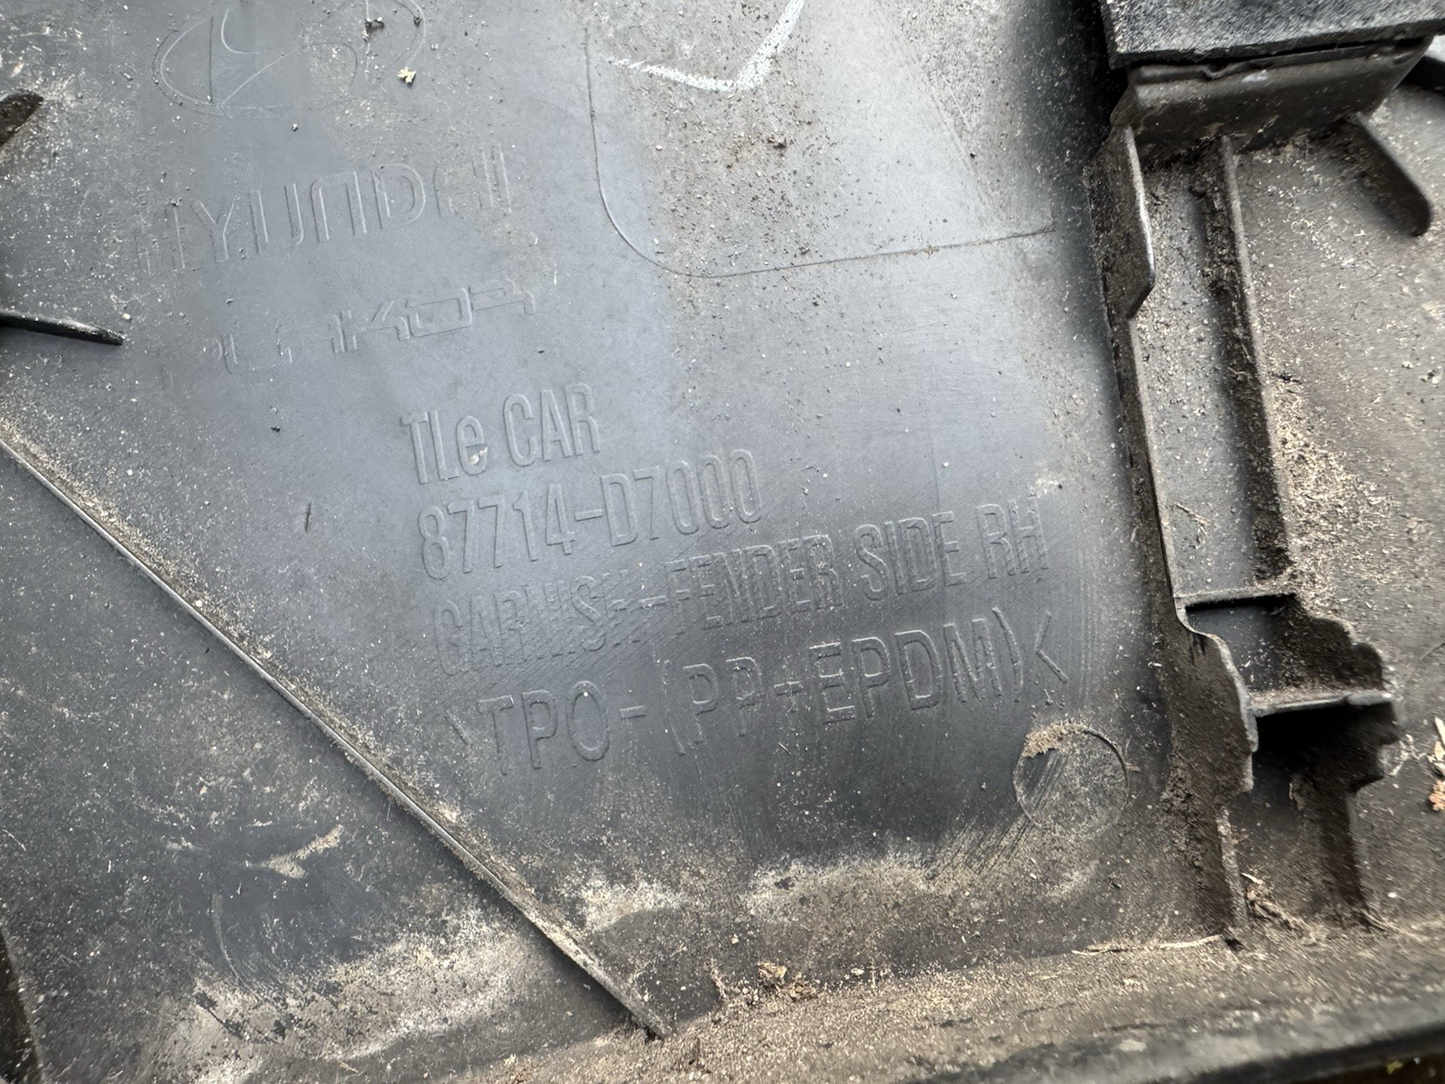 HYUNDAI
TLe CAR
87714-D7000
GARNISH-FENDER SIDE RH
>TPO-(PP+EPDM)<